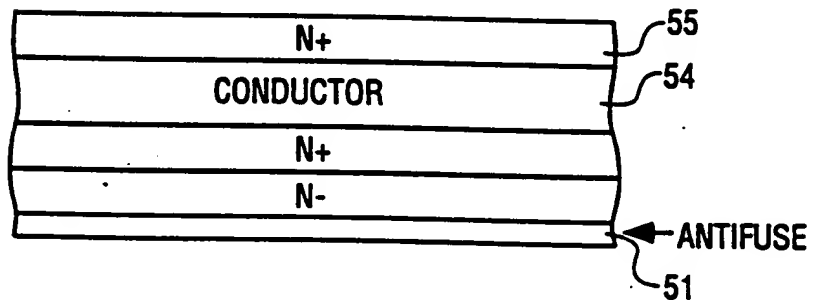 N+
55
CONDUCTOR
54
N+
N-
ANTIFUSE
51